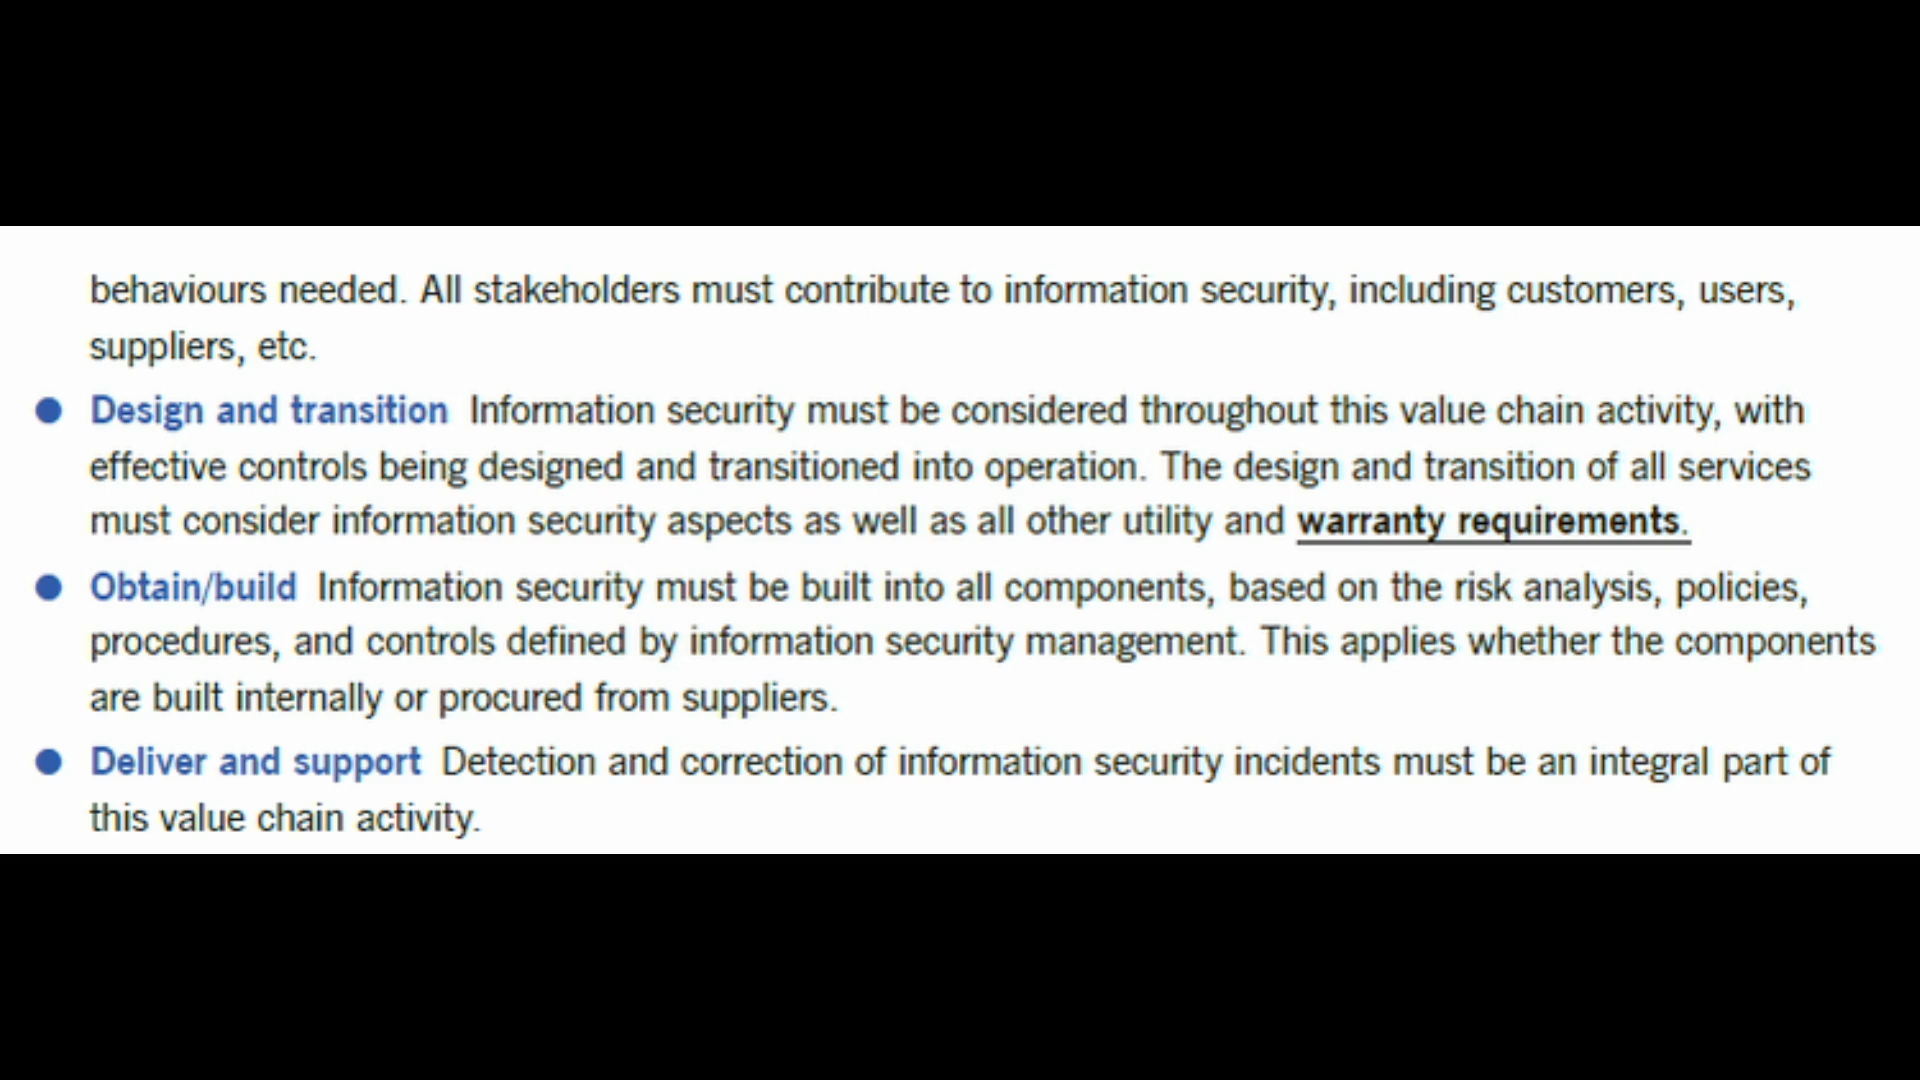 behaviours needed. All stakeholders must contribute to information security, including customers, users,
suppliers, etc.
● Design and transition Information security must be considered throughout this value chain activity, with
effective controls being designed and transitioned into operation. The design and transition of all services
must consider information security aspects as well as all other utility and warranty requirements.
● Obtain/build Information security must be built into all components, based on the risk analysis, policies,
procedures, and controls defined by information security management. This applies whether the components
are built internally or procured from suppliers.
● Deliver and support Detection and correction of information security incidents must be an integral part of
this value chain activity.